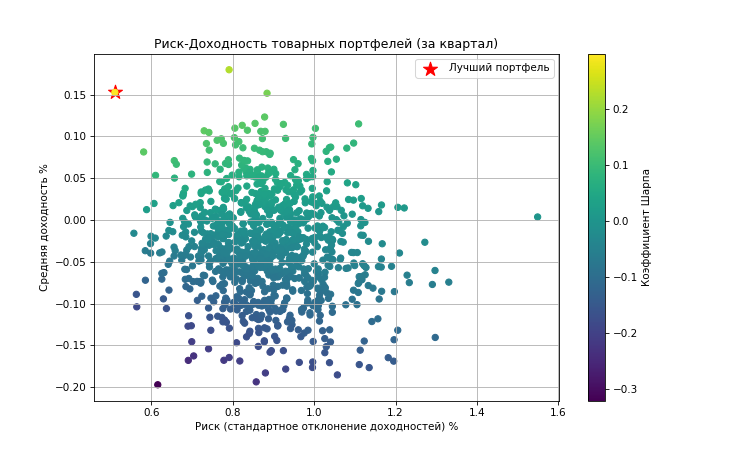 Риск-Доходность товарных портфелей (за квартал)
Лучший портфель
Средняя доходность %
0.15
0.10
0.05
0.00
−0.05
−0.10
−0.15
−0.20
0.6 0.8 1.0 1.2 1.4 1.6
Риск (стандартное отклонение доходностей) %
0.2
0.1
0.0
−0.1
−0.2
−0.3
Коэффициент Шарпа